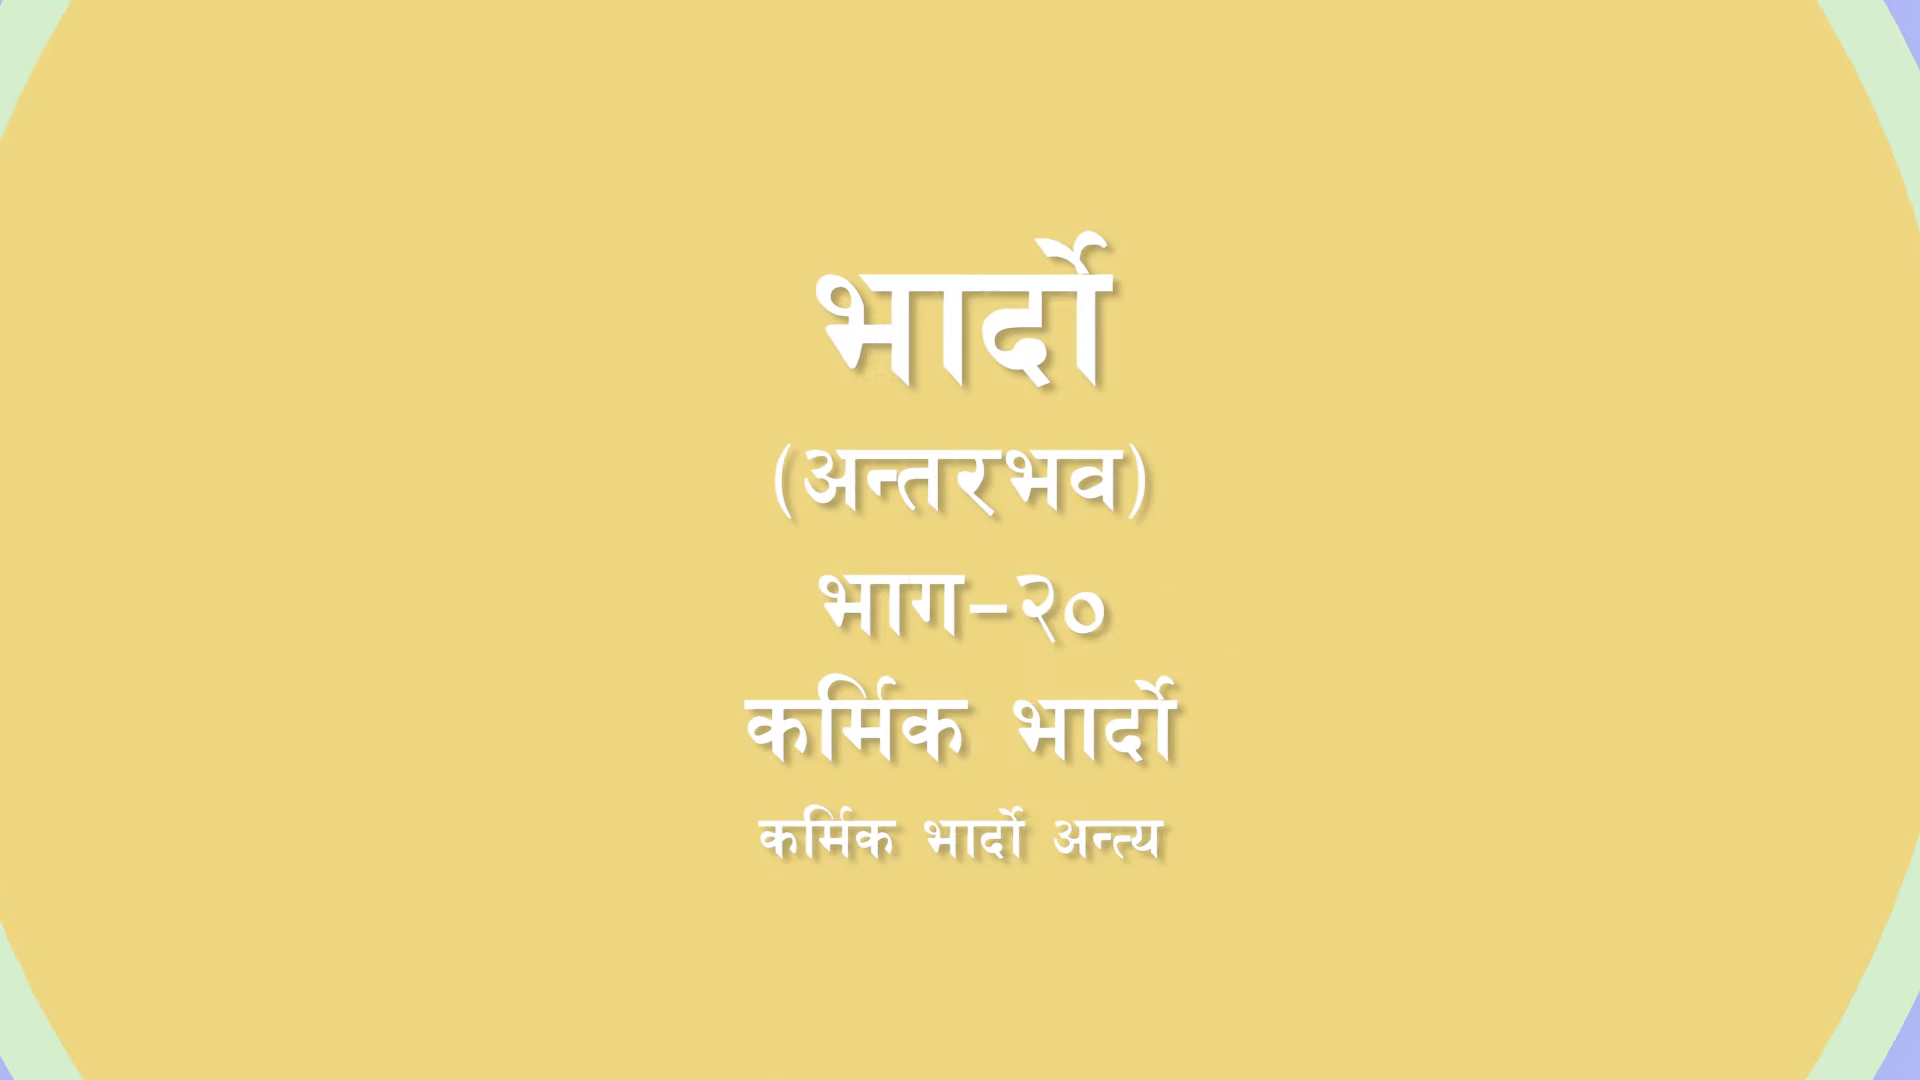 भार्दो
(अन्तरभव)
भाग-२०
कर्मिक भार्दो
कर्मिक भार्दो अन्त्य